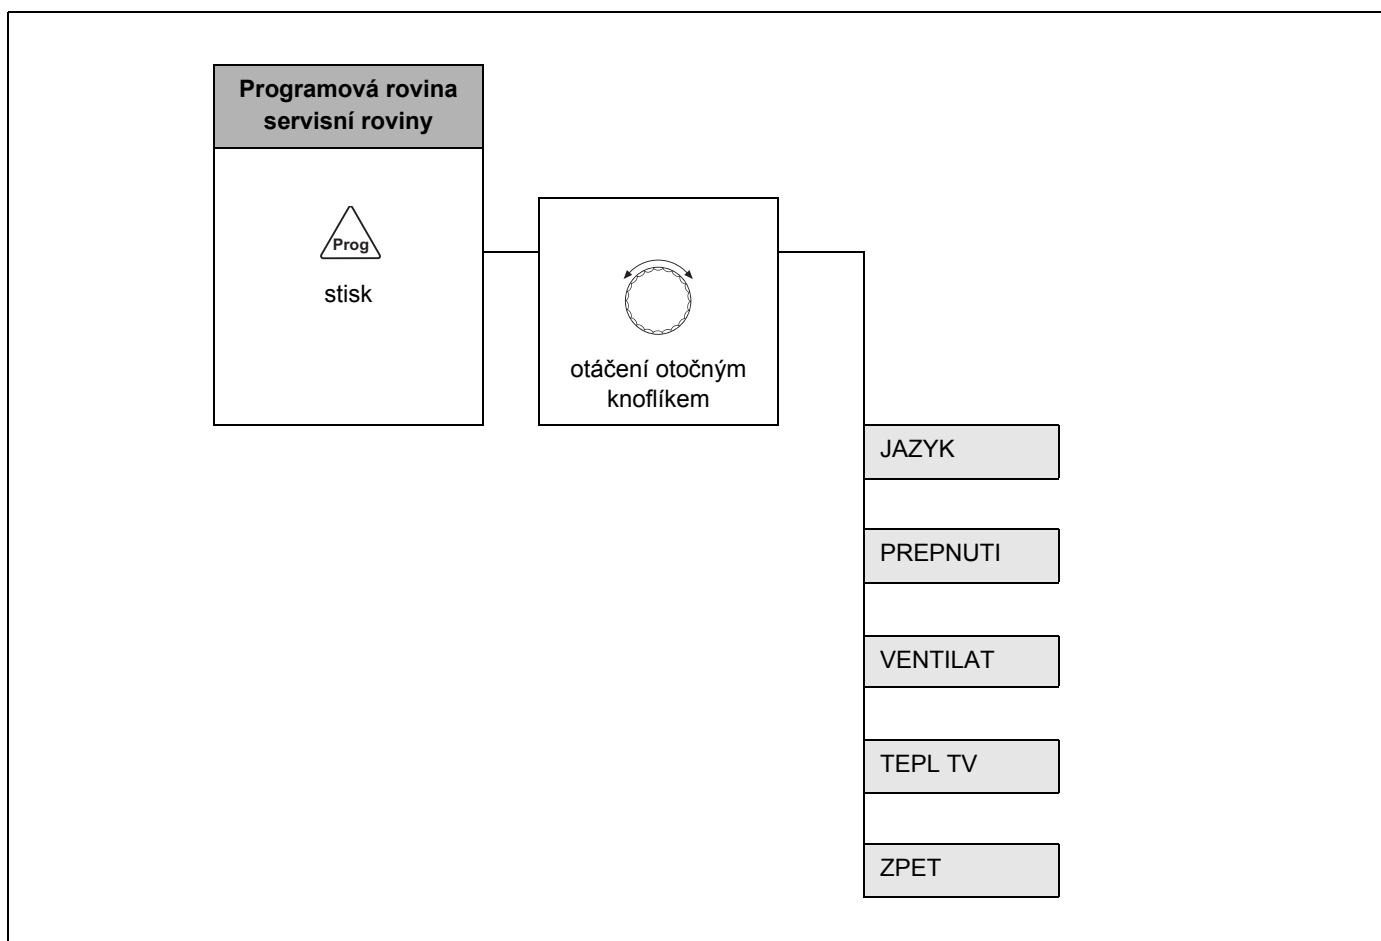 Programová rovina
servisní roviny
Prog
stisk
otáčení otočným
knoflíkem
JAZYK
PREPNUTI
VENTILAT
TEPL TV
ZPET